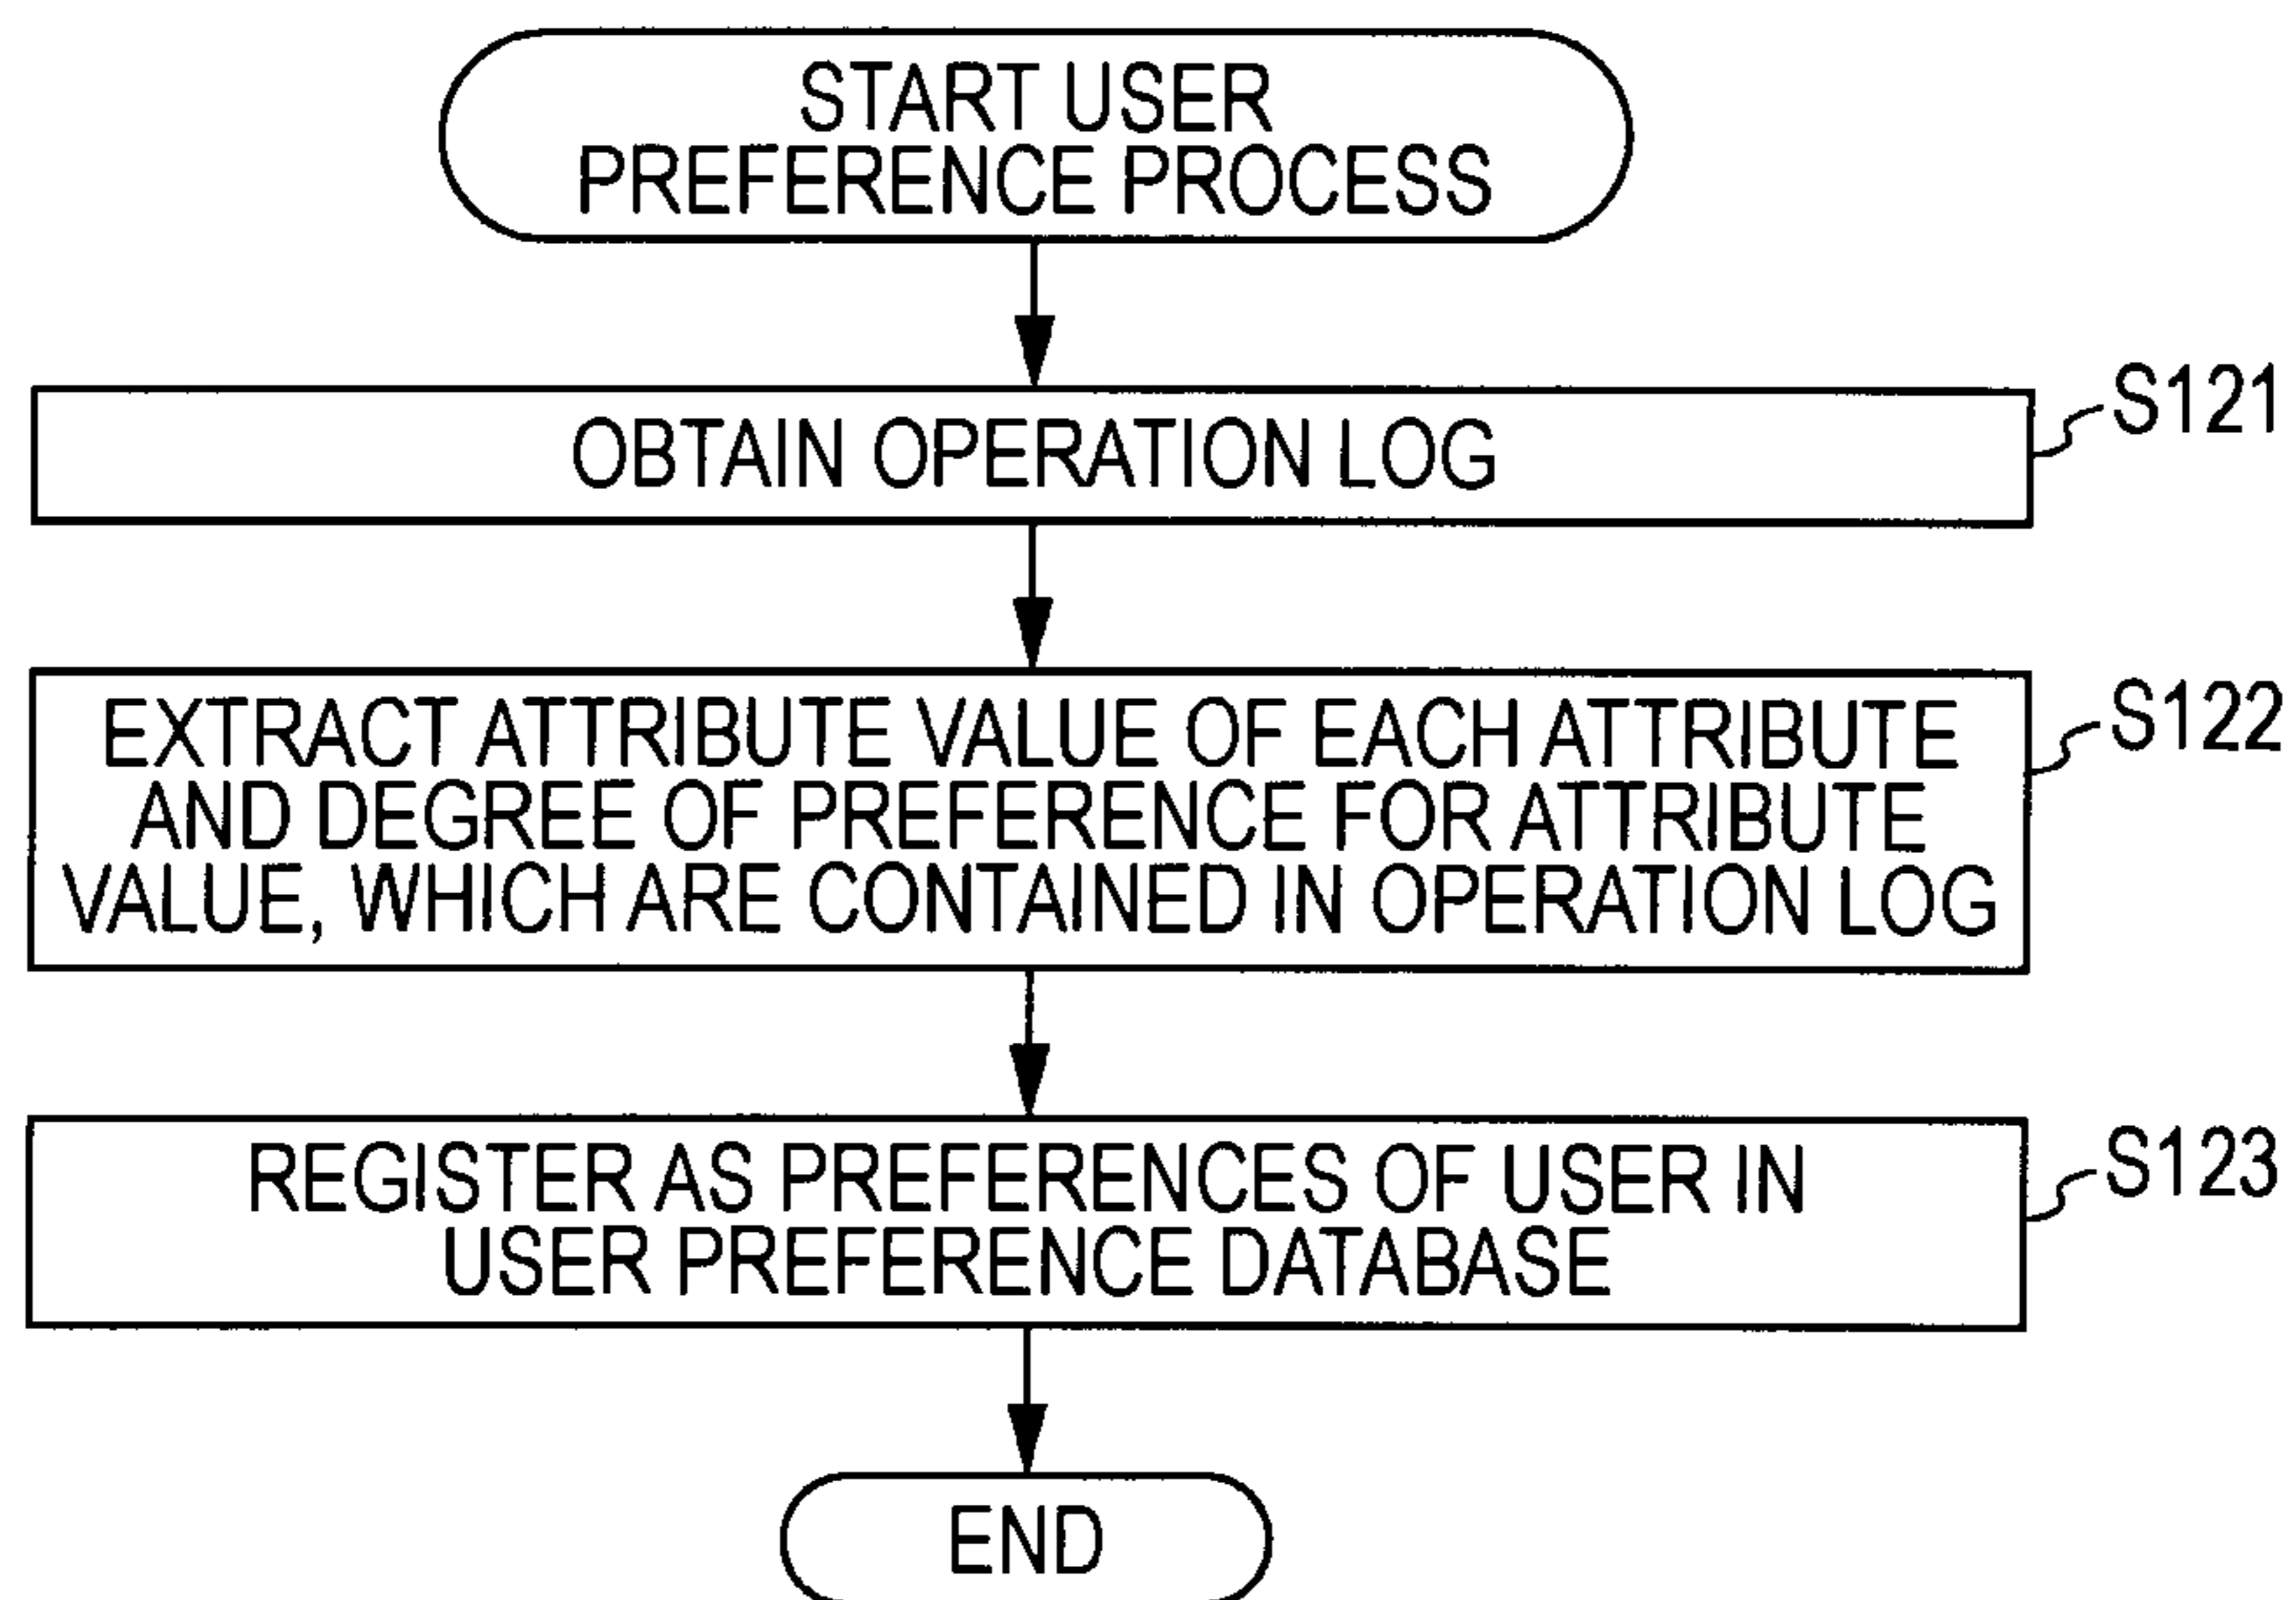 START USER
PREFERENCE PROCESS
OBTAIN OPERATION LOG
S121
EXTRACT ATTRIBUTE VALUE OF EACH ATTRIBUTE
AND DEGREE OF PREFERENCE FOR ATTRIBUTE
VALUE, WHICH ARE CONTAINED IN OPERATION LOG
S122
REGISTER AS PREFERENCES OF USER IN
USER PREFERENCE DATABASE
S123
END